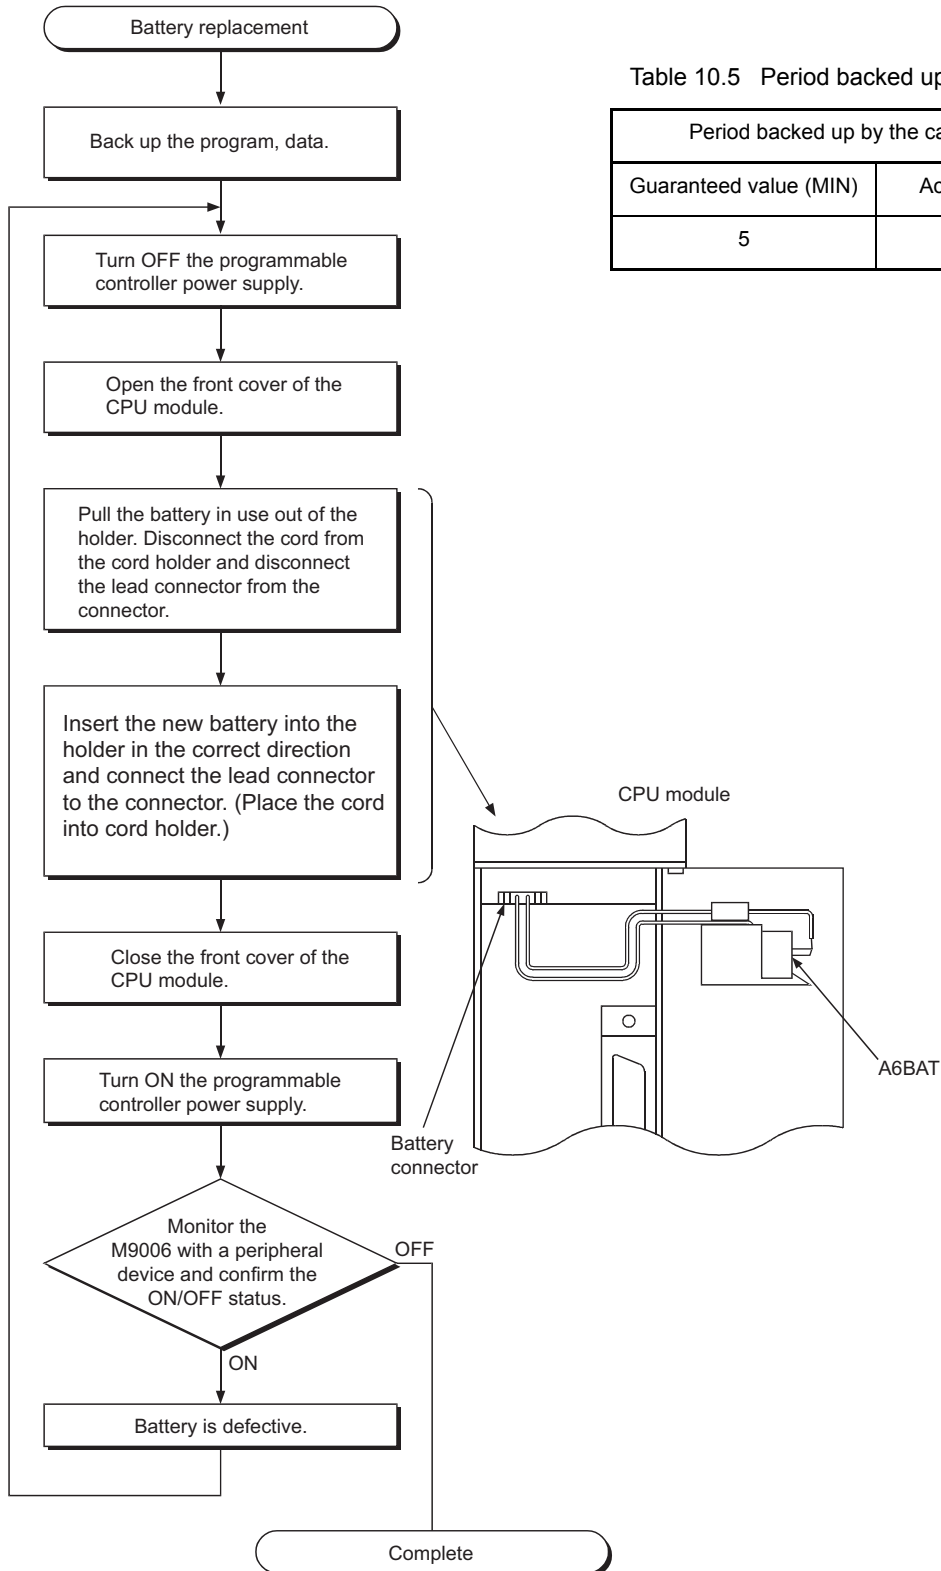 Battery replacement
Back up the program, data.
Turn OFF the programmable
controller power supply.
Open the front cover of the
CPU module.
Pull the battery in use out of the
holder. Disconnect the cord from
the cord holder and disconnect
the lead connector from the
connector.
Insert the new battery into the
holder in the correct direction
and connect the lead connector
to the connector. (Place the cord
into cord holder.)
Close the front cover of the
CPU module.
Turn ON the programmable
controller power supply.
Monitor the
M9006 with a peripheral
device and confirm the
ON/OFF status.
OFF
ON
Battery is defective.
Complete
Table 10.5 Period backed up
Period backed up by the
Guaranteed value (MIN)
5
CPU module
A6BAT
Battery
connector